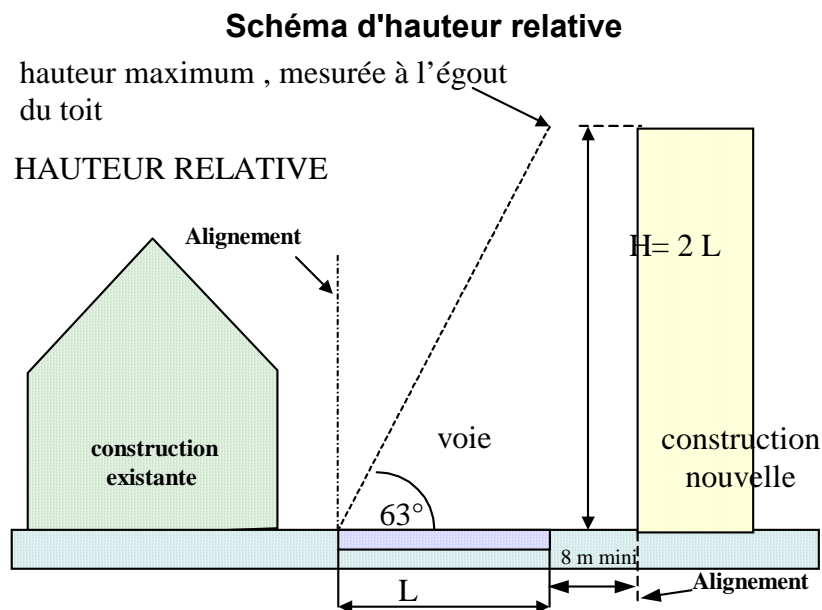 Schéma d'hauteur relative
hauteur maximum , mesurée à l'égout
du toit
HAUTEUR RELATIVE
Alignement
H= 2 L
voie
construction
existante
construction
nouvelle
63°
8 m mini
L
Alignement